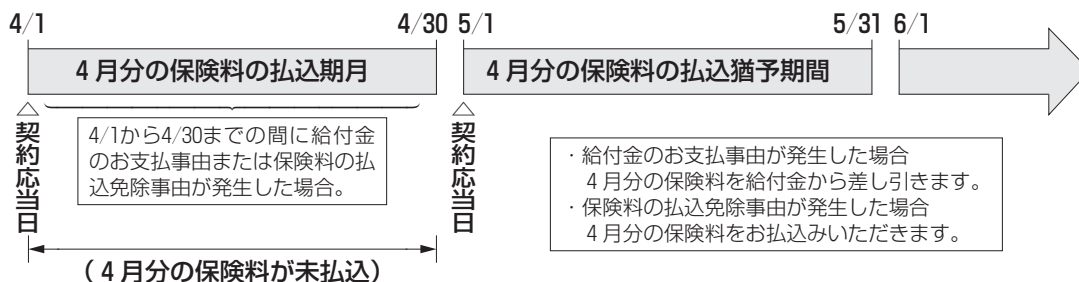 4/1 4/30 5/1 5/31 6/1
4月分の保険料の払込期月 4月分の保険料の払込猶予期間
△契約応当日
4/1から4/30までの間に給付金
のお支払事由または保険料の払
込免除事由が発生した場合。
△契約応当日
・給付金のお支払事由が発生した場合
4月分の保険料を給付金から差し引きます。
・保険料の払込免除事由が発生した場合
4月分の保険料をお払込みいただきます。
(4月分の保険料が未払込)